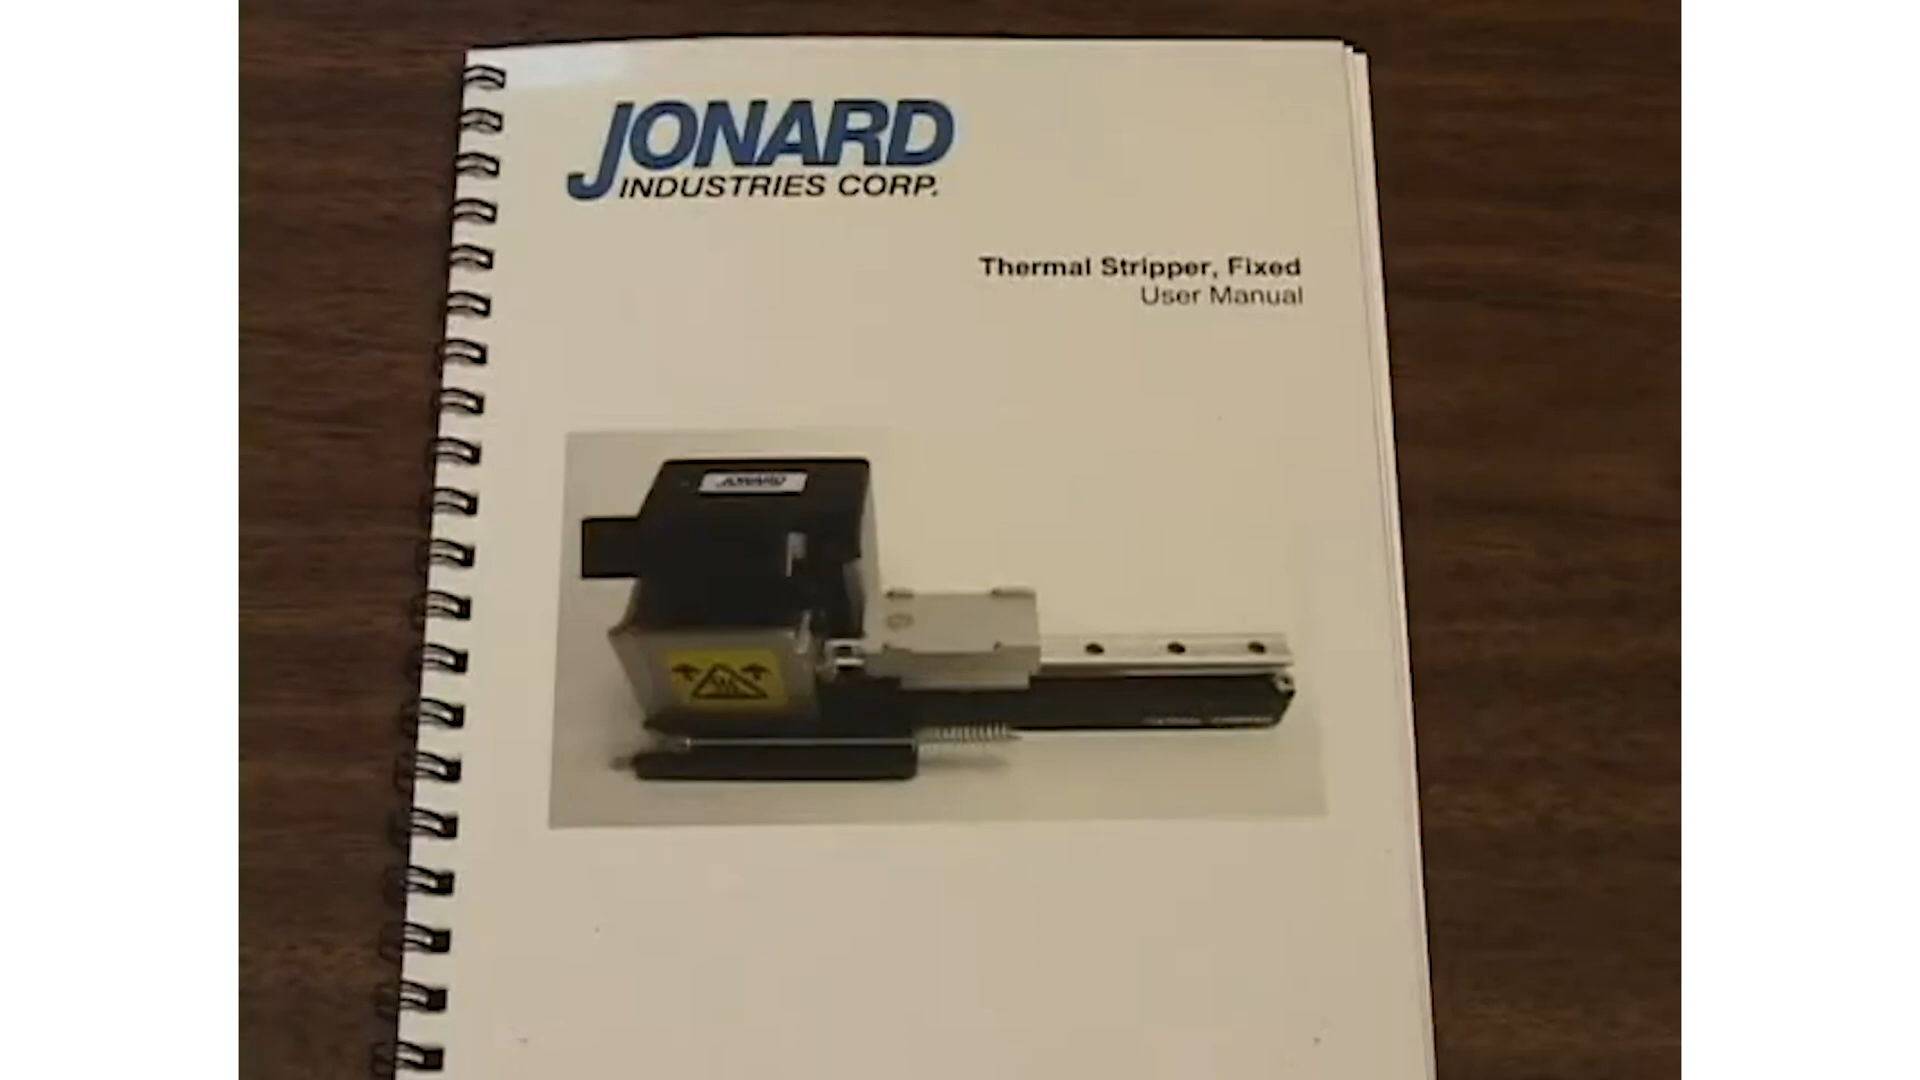 JONARD
INDUSTRIES CORP.
Thermal Stripper, Fixed
User Manual
JONARD